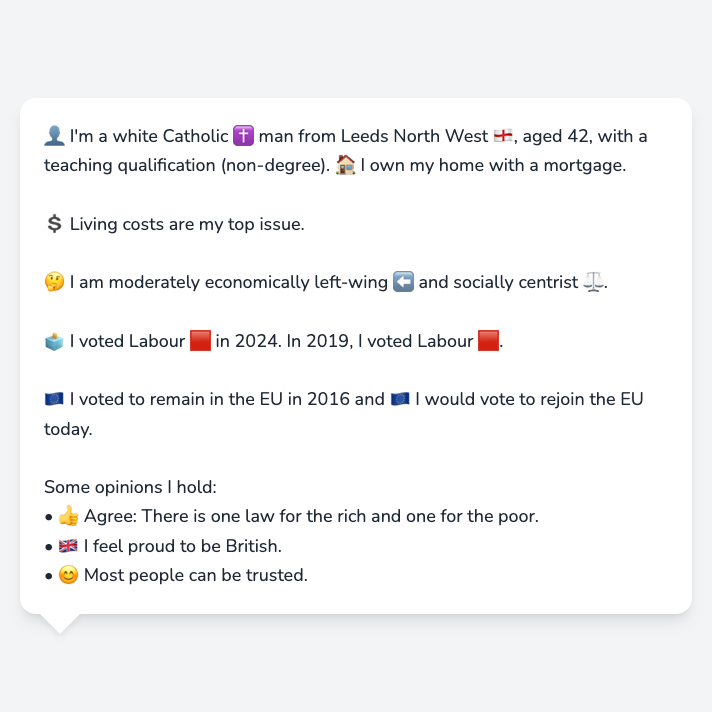 👤 I'm a white Catholic ✝️ man from Leeds North West 🏴󠁧󠁢󠁥󠁮󠁧󠁿, aged 42, with a
teaching qualification (non-degree). 🏠 I own my home with a mortgage.
💲 Living costs are my top issue.
🤔 I am moderately economically left-wing ⬅️ and socially centrist ⚖️.
🗳️ I voted Labour 🟥 in 2024. In 2019, I voted Labour 🟥.
🇪🇺 I voted to remain in the EU in 2016 and 🇪🇺 I would vote to rejoin the EU
today.
Some opinions I hold:
• 👍 Agree: There is one law for the rich and one for the poor.
• 🇬🇧 I feel proud to be British.
• 😊 Most people can be trusted.